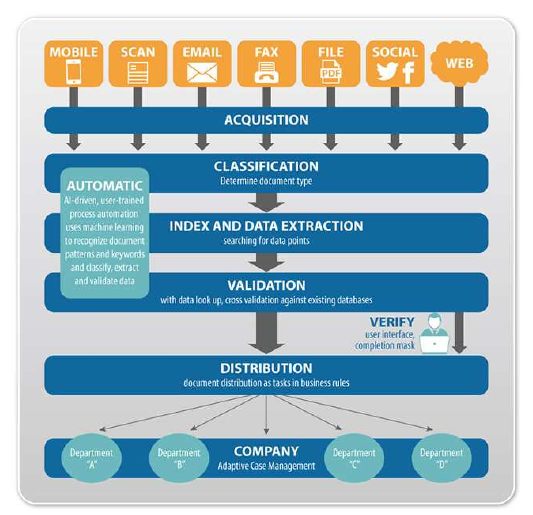 MOBILE
SCAN
EMAIL
FAX
FILE
PDF
SOCIAL
WEB
ACQUISITION
CLASSIFICATION
Determine document type
AUTOMATIC
AI-driven, user-trained
process automation
uses machine learning
to recognize document
patterns and keywords
and classify, extract
and validate data
INDEX AND DATA EXTRACTION
searching for data points
VALIDATION
with data look up, cross validation against existing databases
VERIFY
user interface,
completion mask
DISTRIBUTION
document distribution as tasks in business rules
Department
"A"
Department
"B"
COMPANY
Adaptive Case Management
Department
"C"
Department
"D"